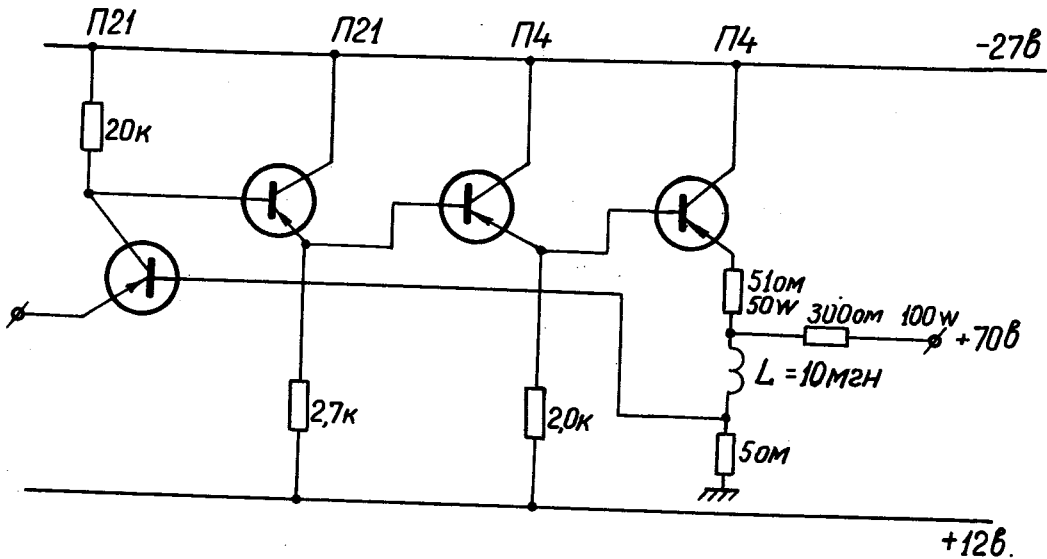 П21
П21
П4
П4
-27в
20к
51ом
50w
300ом
100w
+70в
L = 10мгн
2,7к
2,0к
5ом
+12в.